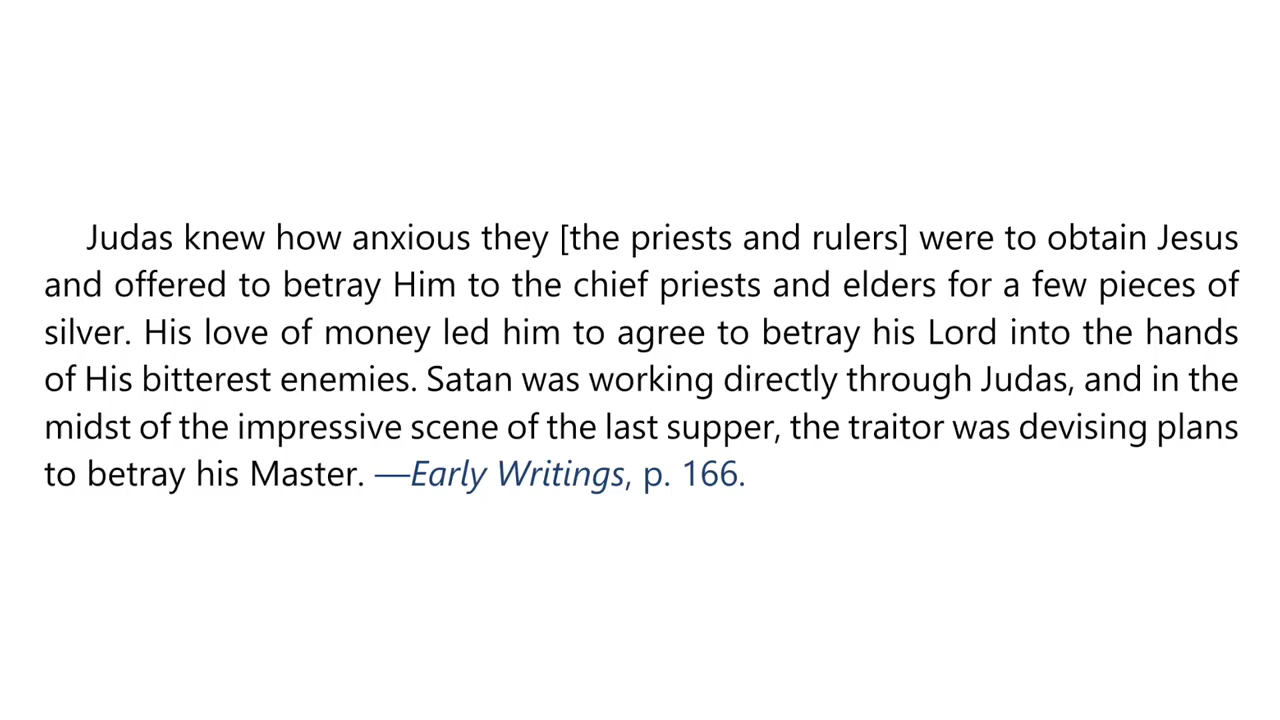 Judas knew how anxious they [the priests and rulers] were to obtain Jesus
and offered to betray Him to the chief priests and elders for a few pieces of
silver. His love of money led him to agree to betray his Lord into the hands
of His bitterest enemies. Satan was working directly through Judas, and in the
midst of the impressive scene of the last supper, the traitor was devising plans
to betray his Master. —Early Writings, p. 166.